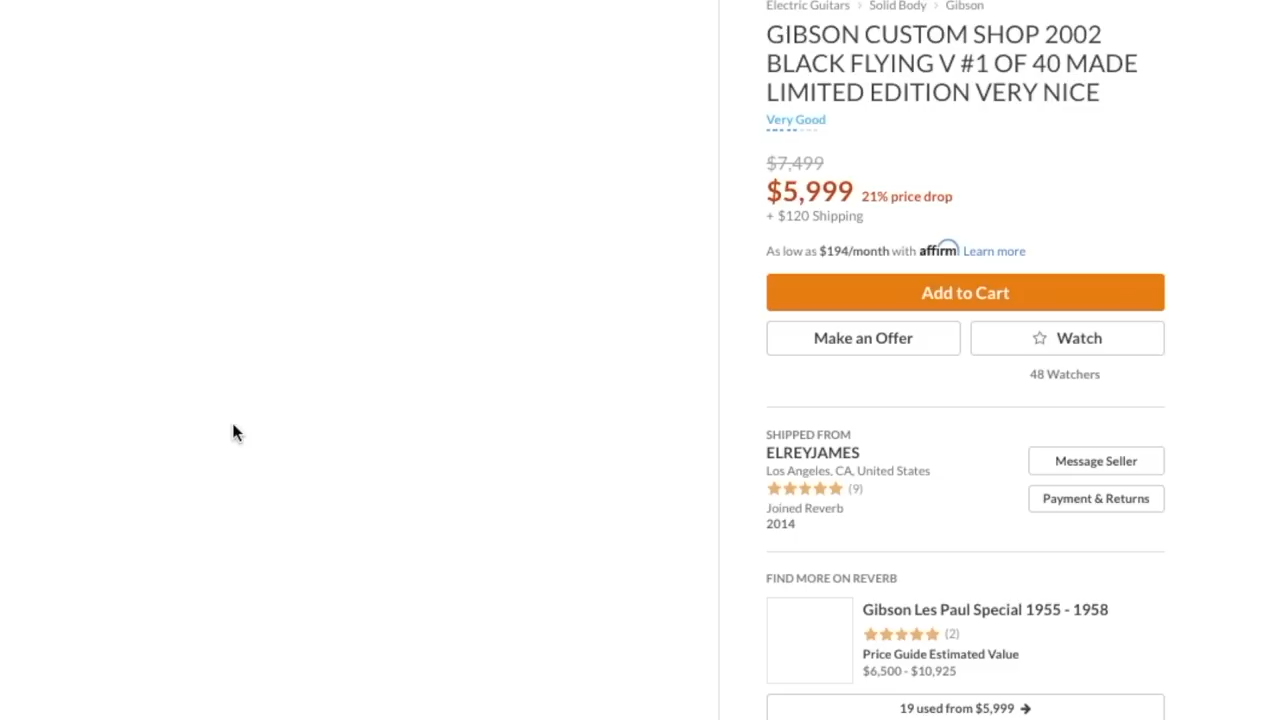 Electric Guitars › Solid Body › Gibson
GIBSON CUSTOM SHOP 2002
BLACK FLYING V #1 OF 40 MADE
LIMITED EDITION VERY NICE
Very Good
$7,499
$5,999 21% price drop
+ $120 Shipping
As low as $194/month with affirm Learn more
Add to Cart
Make an Offer
Watch
48 Watchers
SHIPPED FROM
ELREYJAMES
Los Angeles, CA, United States
(9)
Joined Reverb
2014
Message Seller
Payment & Returns
FIND MORE ON REVERB
Gibson Les Paul Special 1955 - 1958
(2)
Price Guide Estimated Value
$6,500 - $10,925
19 used from $5,999 →